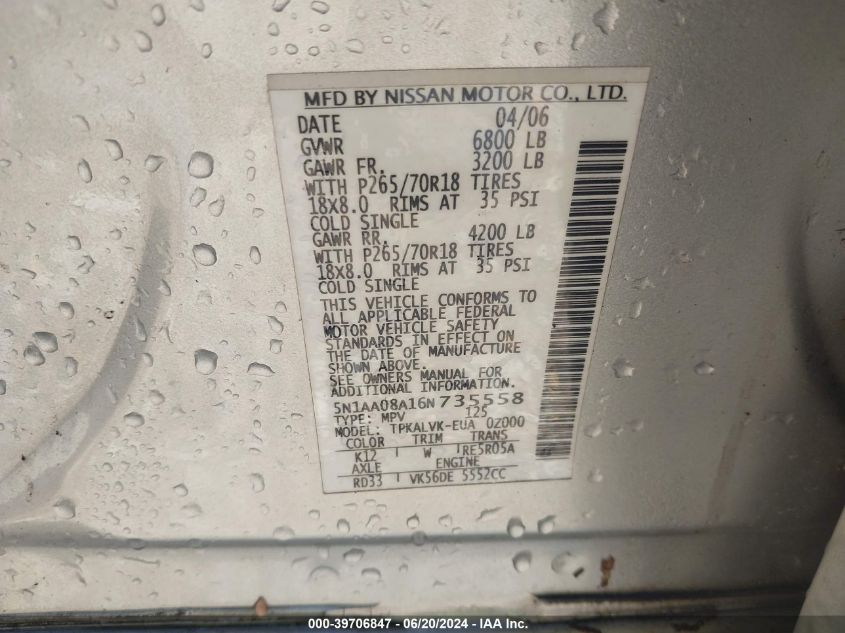 MFD BY NISSAN MOTOR CO., LTD.
DATE 04/06
GVWR 6800 LB
GAWR FR. 3200 LB
WITH P265/70R18 TIRES
18X8.0 RIMS AT 35 PSI
COLD SINGLE
GAWR RR. 4200 LB
WITH P265/70R18 TIRES
18X8.0 RIMS AT 35 PSI
COLD SINGLE
THIS VEHICLE CONFORMS TO
ALL APPLICABLE FEDERAL
MOTOR VEHICLE SAFETY
STANDARDS IN EFFECT ON
THE DATE OF MANUFACTURE
SHOWN ABOVE.
SEE OWNERS MANUAL FOR
ADDITIONAL INFORMATION.
5N1AA08A16N 735558
TYPE: MPV 125
MODEL: TPKALVK-EUA 0Z000
COLOR TRIM TRANS
K12 W RE5R05A
AXLE ENGINE
RD33 VK56DE 5552CC
000-39706847 - 06/20/2024 - IAA Inc.